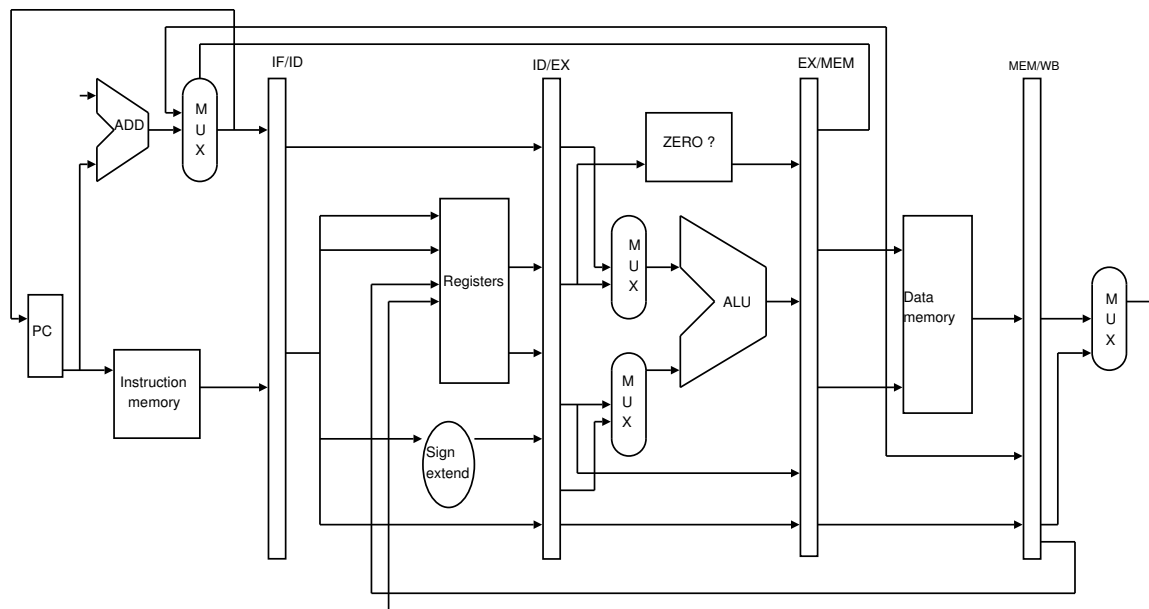 IF/ID
ID/EX
EX/MEM
MEM/WB
ADD
M
U
X
ZERO ?
Registers
M
U
X
ALU
Data
memory
M
U
X
PC
Instruction
memory
M
U
X
Sign
extend